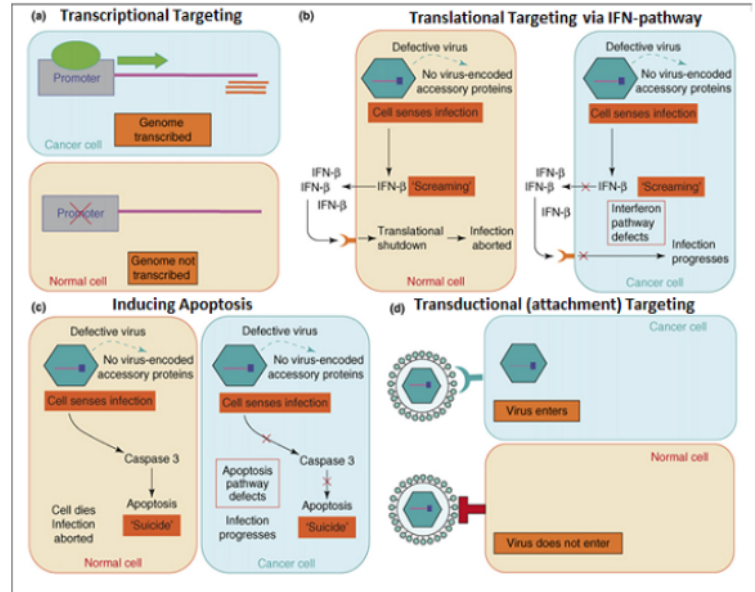 (a) Transcriptional Targeting
Promoter
Genome
transcribed
Cancer cell
Promoter
Genome not
transcribed
Normal cell
(b) Translational Targeting via IFN-pathway
Defective virus
No virus-encoded
accessory proteins
Cell senses infection
IFN-β
IFN-β
IFN-β
IFN-β
'Screaming'
Translational
shutdown
Infection
aborted
Normal cell
Defective virus
No virus-encoded
accessory proteins
Cell senses infection
IFN-β
IFN-β
IFN-β
IFN-β
'Screaming'
Interferon
pathway
defects
Infection
progresses
Cancer cell
(c) Inducing Apoptosis
Defective virus
No virus-encoded
accessory proteins
Cell senses infection
Caspase 3
Apoptosis
'Suicide'
Cell dies
Infection
aborted
Normal cell
Defective virus
No virus-encoded
accessory proteins
Cell senses infection
Caspase 3
Apoptosis
pathway
defects
Apoptosis
'Suicide'
Infection
progresses
Cancer cell
(d) Transductional (attachment) Targeting
Cancer cell
Virus enters
Normal cell
Virus does not enter